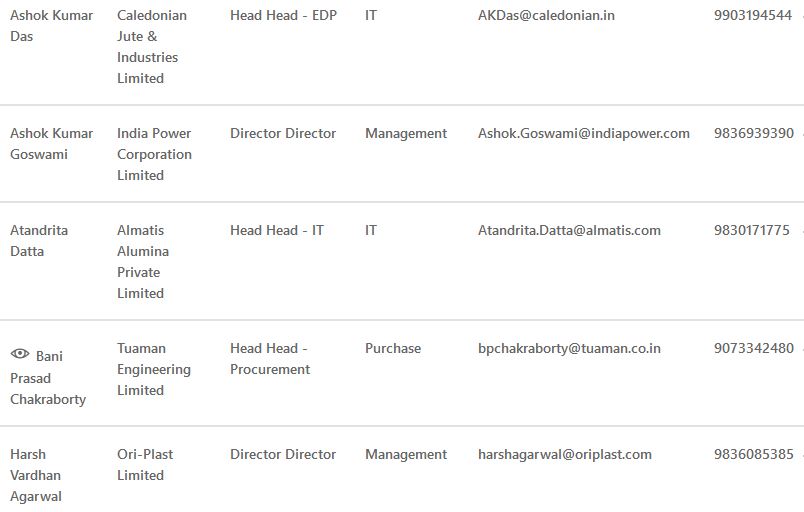 Ashok Kumar Caledonian Head Head - EDP IT AKDas@caledonian.in 9903194544
Das Jute &
Industries
Limited
Ashok Kumar India Power Director Director Management Ashok.Goswami@indiapower.com 9836939390
Goswami Corporation
Limited
Atandrita Almatis Head Head - IT IT Atandrita.Datta@almatis.com 9830171775
Datta Alumina
Private
Limited
Bani Tuaman Head Head - Purchase bpchakraborty@tuaman.co.in 9073342480
Prasad Engineering Procurement
Chakraborty Limited
Harsh Ori-Plast Director Director Management harshagarwal@oriplast.com 9836085385
Vardhan Limited
Agarwal